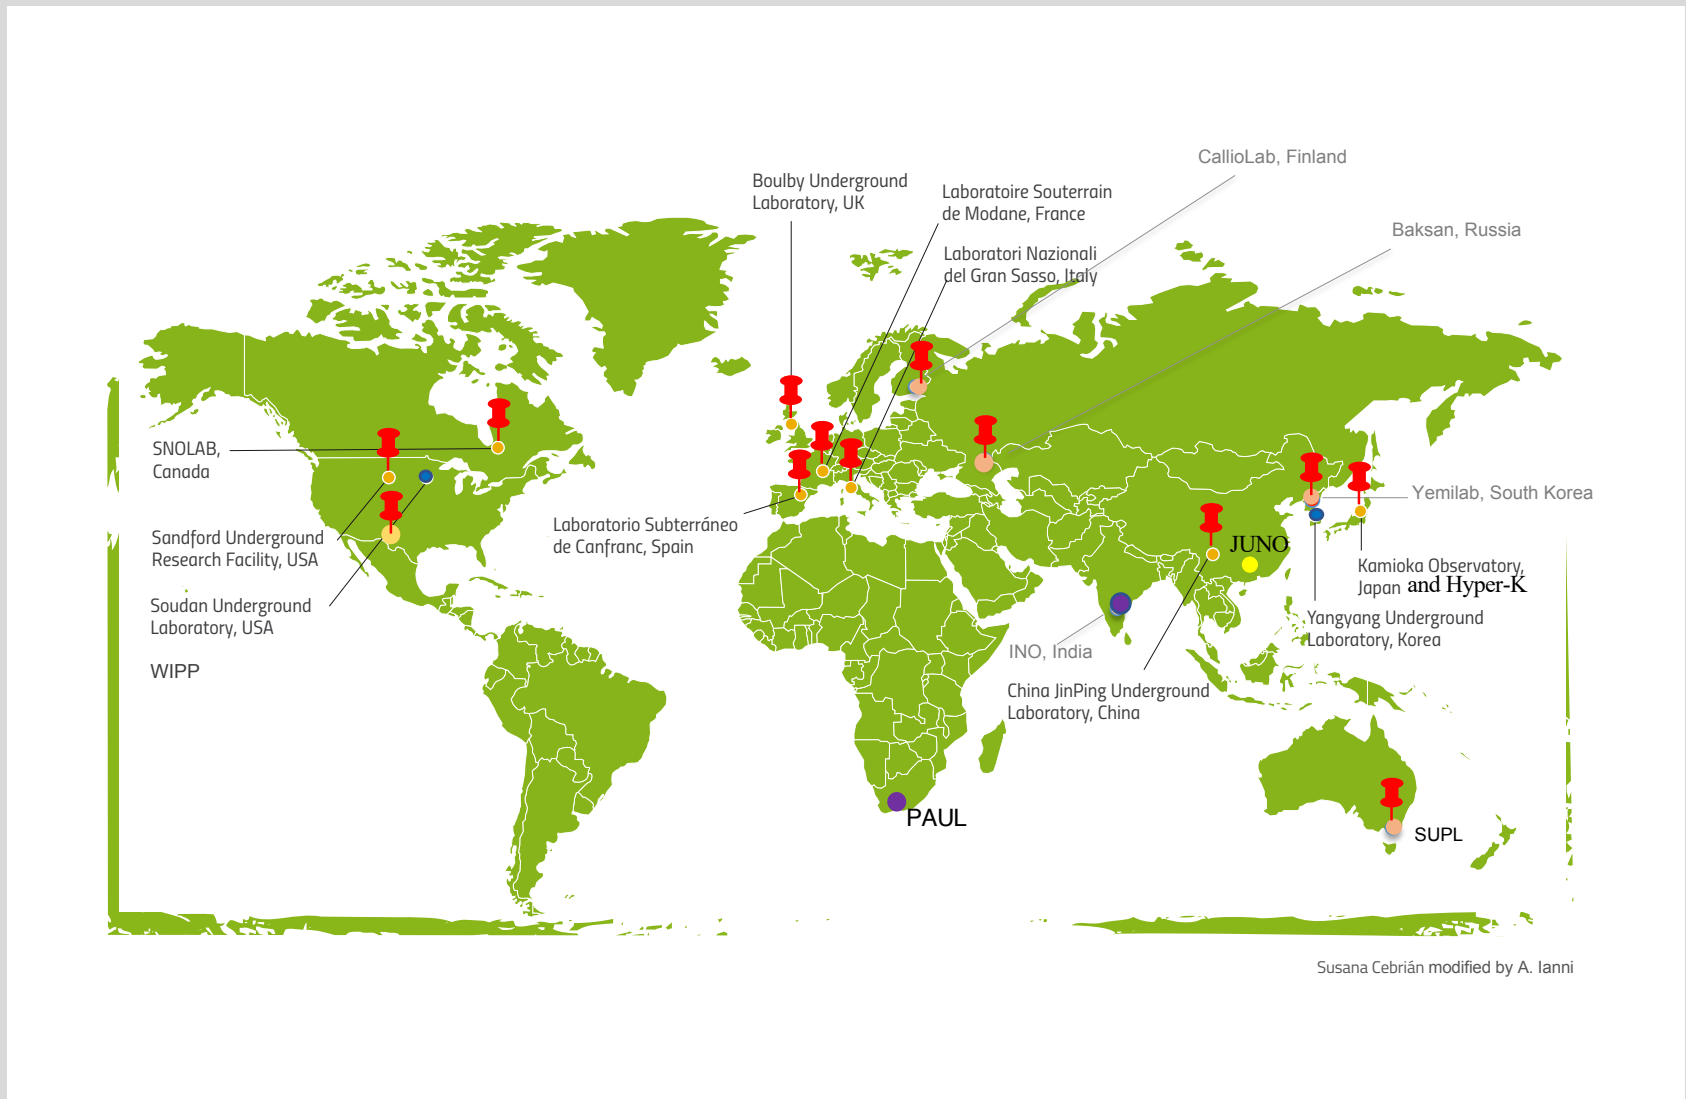 CallioLab, Finland
Boulby Underground
Laboratory, UK
Laboratoire Souterrain
de Modane, France
Baksan, Russia
Laboratori Nazionali
del Gran Sasso, Italy
SNOLAB,
Canada
Yemilab, South Korea
Laboratorio Subterráneo
de Canfranc, Spain
Sandford Underground
Research Facility, USA
JUNO
Kamioka Observatory,
Japan and Hyper-K
Soudan Underground
Laboratory, USA
Yangyang Underground
Laboratory, Korea
INO, India
WIPP
China JinPing Underground
Laboratory, China
PAUL
SUPL
Susana Cebrián modified by A. Ianni